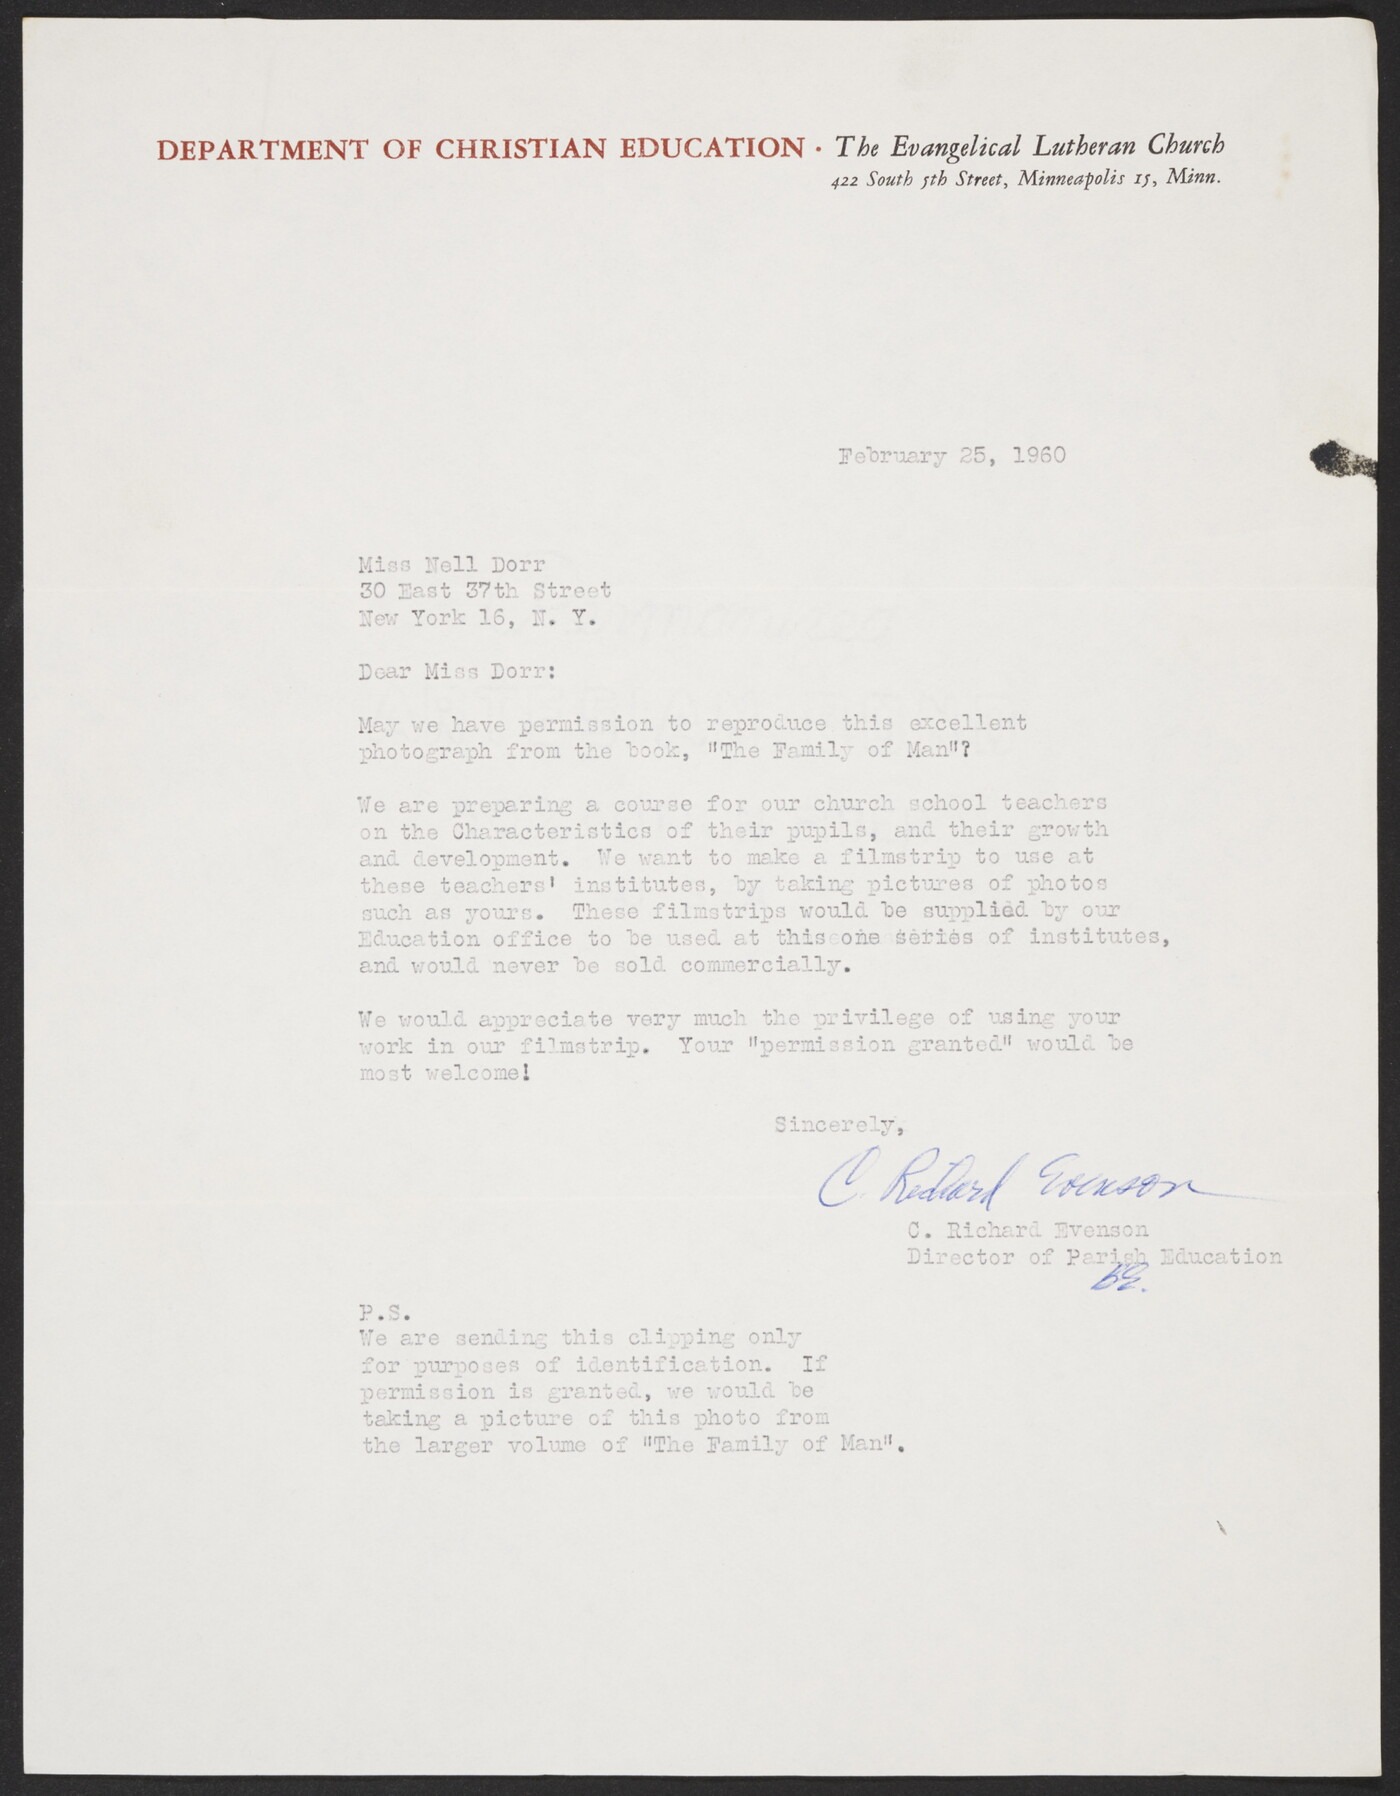 DEPARTMENT OF CHRISTIAN EDUCATION · The Evangelical Lutheran Church
422 South 5th Street, Minneapolis 15, Minn.
February 25, 1960
Miss Nell Dorr
30 East 37th Street
New York 16, N. Y.
Dear Miss Dorr:
May we have permission to reproduce this excellent
photograph from the book, "The Family of Man"?
We are preparing a course for our church school teachers
on the Characteristics of their pupils, and their growth
and development. We want to make a filmstrip to use at
these teachers' institutes, by taking pictures of photos
such as yours. These filmstrips would be supplied by our
Education office to be used at this one series of institutes,
and would never be sold commercially.
We would appreciate very much the privilege of using your
work in our filmstrip. Your "permission granted" would be
most welcome!
Sincerely,
C. Richard Evenson
C. Richard Evenson
Director of Parish Education
P.S.
We are sending this clipping only
for purposes of identification. If
permission is granted, we would be
taking a picture of this photo from
the larger volume of "The Family of Man".